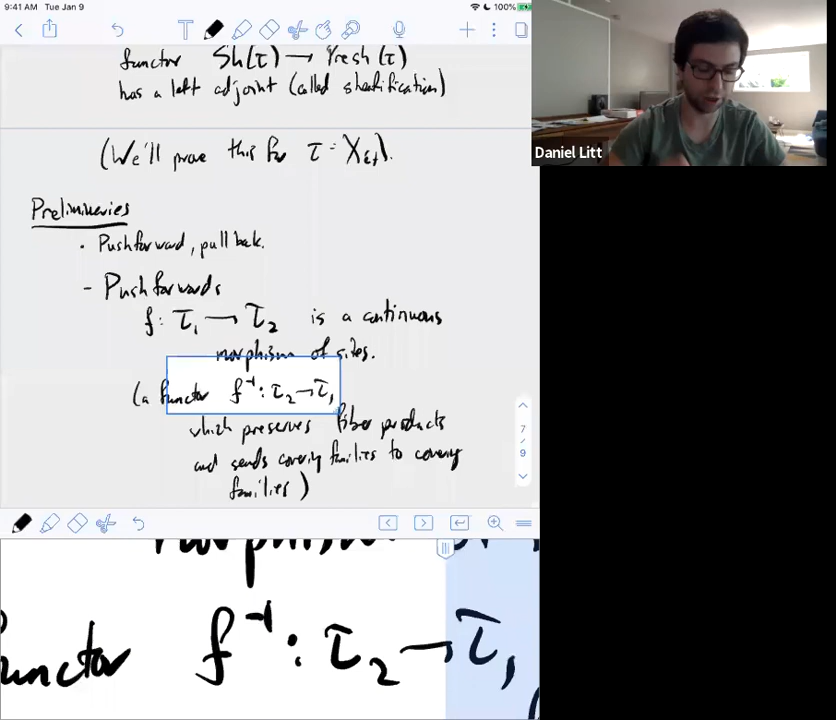 9:41 AM Tue Jan 9
100%
functor Sh(τ) → Presh(τ)
has a left adjoint (called sheafification)
(We'll prove this for τ = X_ét).
Preliminaries
· Pushforward, pullback.
- Pushforwards
f: τ₁ → τ₂ is a continuous
morphism of sites.
(a functor f⁻¹: τ₂ → τ₁
which preserves fiber products
and sends covering families to covering
families)
7
/
9
Daniel Litt
functor f⁻¹: τ₂ → τ₁